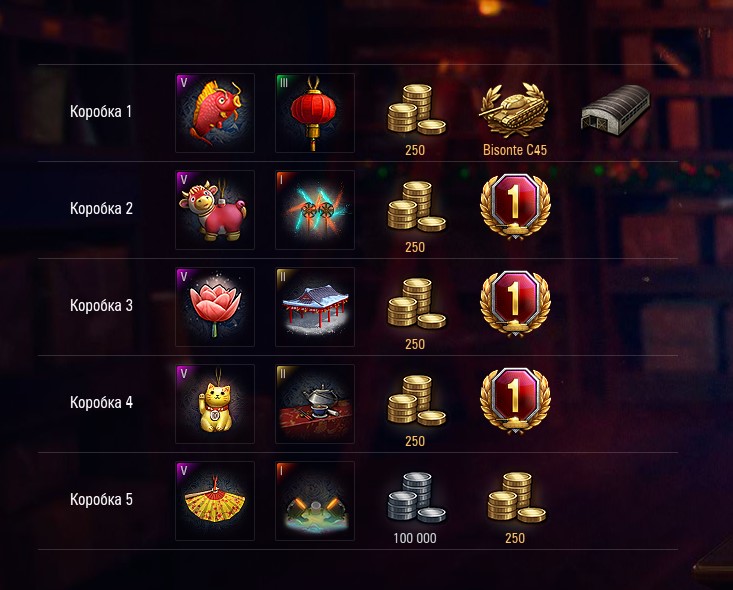 V
III
Коробка 1
250
Bisonte C45
V
I
Коробка 2
1
250
V
II
Коробка 3
1
250
V
II
Коробка 4
1
250
V
I
Коробка 5
100 000
250